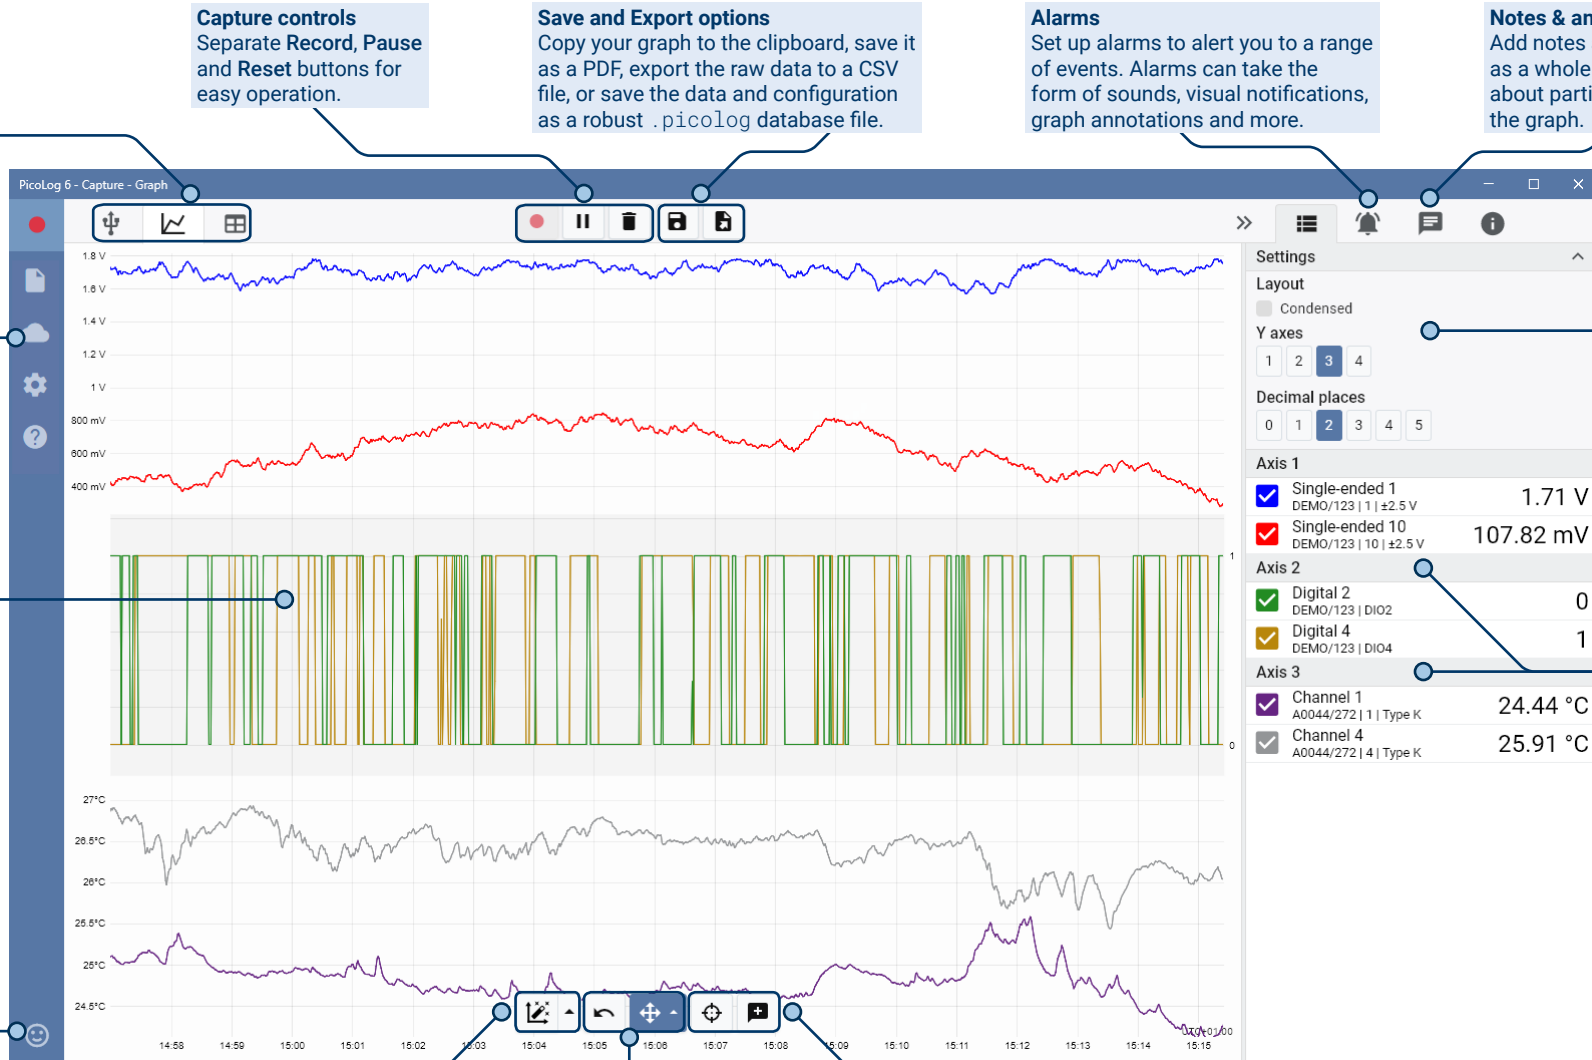 Capture controls
Separate Record, Pause
and Reset buttons for
easy operation.
Save and Export options
Copy your graph to the clipboard, save it
as a PDF, export the raw data to a CSV
file, or save the data and configuration
as a robust .picolog database file.
Alarms
Set up alarms to alert you to a range
of events. Alarms can take the
form of sounds, visual notifications,
graph annotations and more.
Notes &
Add notes
as a whole
about
the graph.
PicoLog 6 - Capture - Graph
1.8 V
1.6 V
1.4 V
1.2 V
1 V
800 mV
600 mV
400 mV
1
0
27°C
26.5°C
26°C
25.5°C
25°C
24.5°C
UTC+01:00
14:58
14:59
15:00
15:01
15:02
15:03
15:04
15:05
15:06
15:07
15:08
15:09
15:10
15:11
15:12
15:13
15:14
15:15
Settings
Layout
Condensed
Y axes
1 2 3 4
Decimal places
0 1 2 3 4 5
Axis 1
Single-ended 1
DEMO/123 | 1 | ±2.5 V
1.71 V
Single-ended 10
DEMO/123 | 10 | ±2.5 V
107.82 mV
Axis 2
Digital 2
DEMO/123 | DIO2
0
Digital 4
DEMO/123 | DIO4
1
Axis 3
Channel 1
A0044/272 | 1 | Type K
24.44 °C
Channel 4
A0044/272 | 4 | Type K
25.91 °C